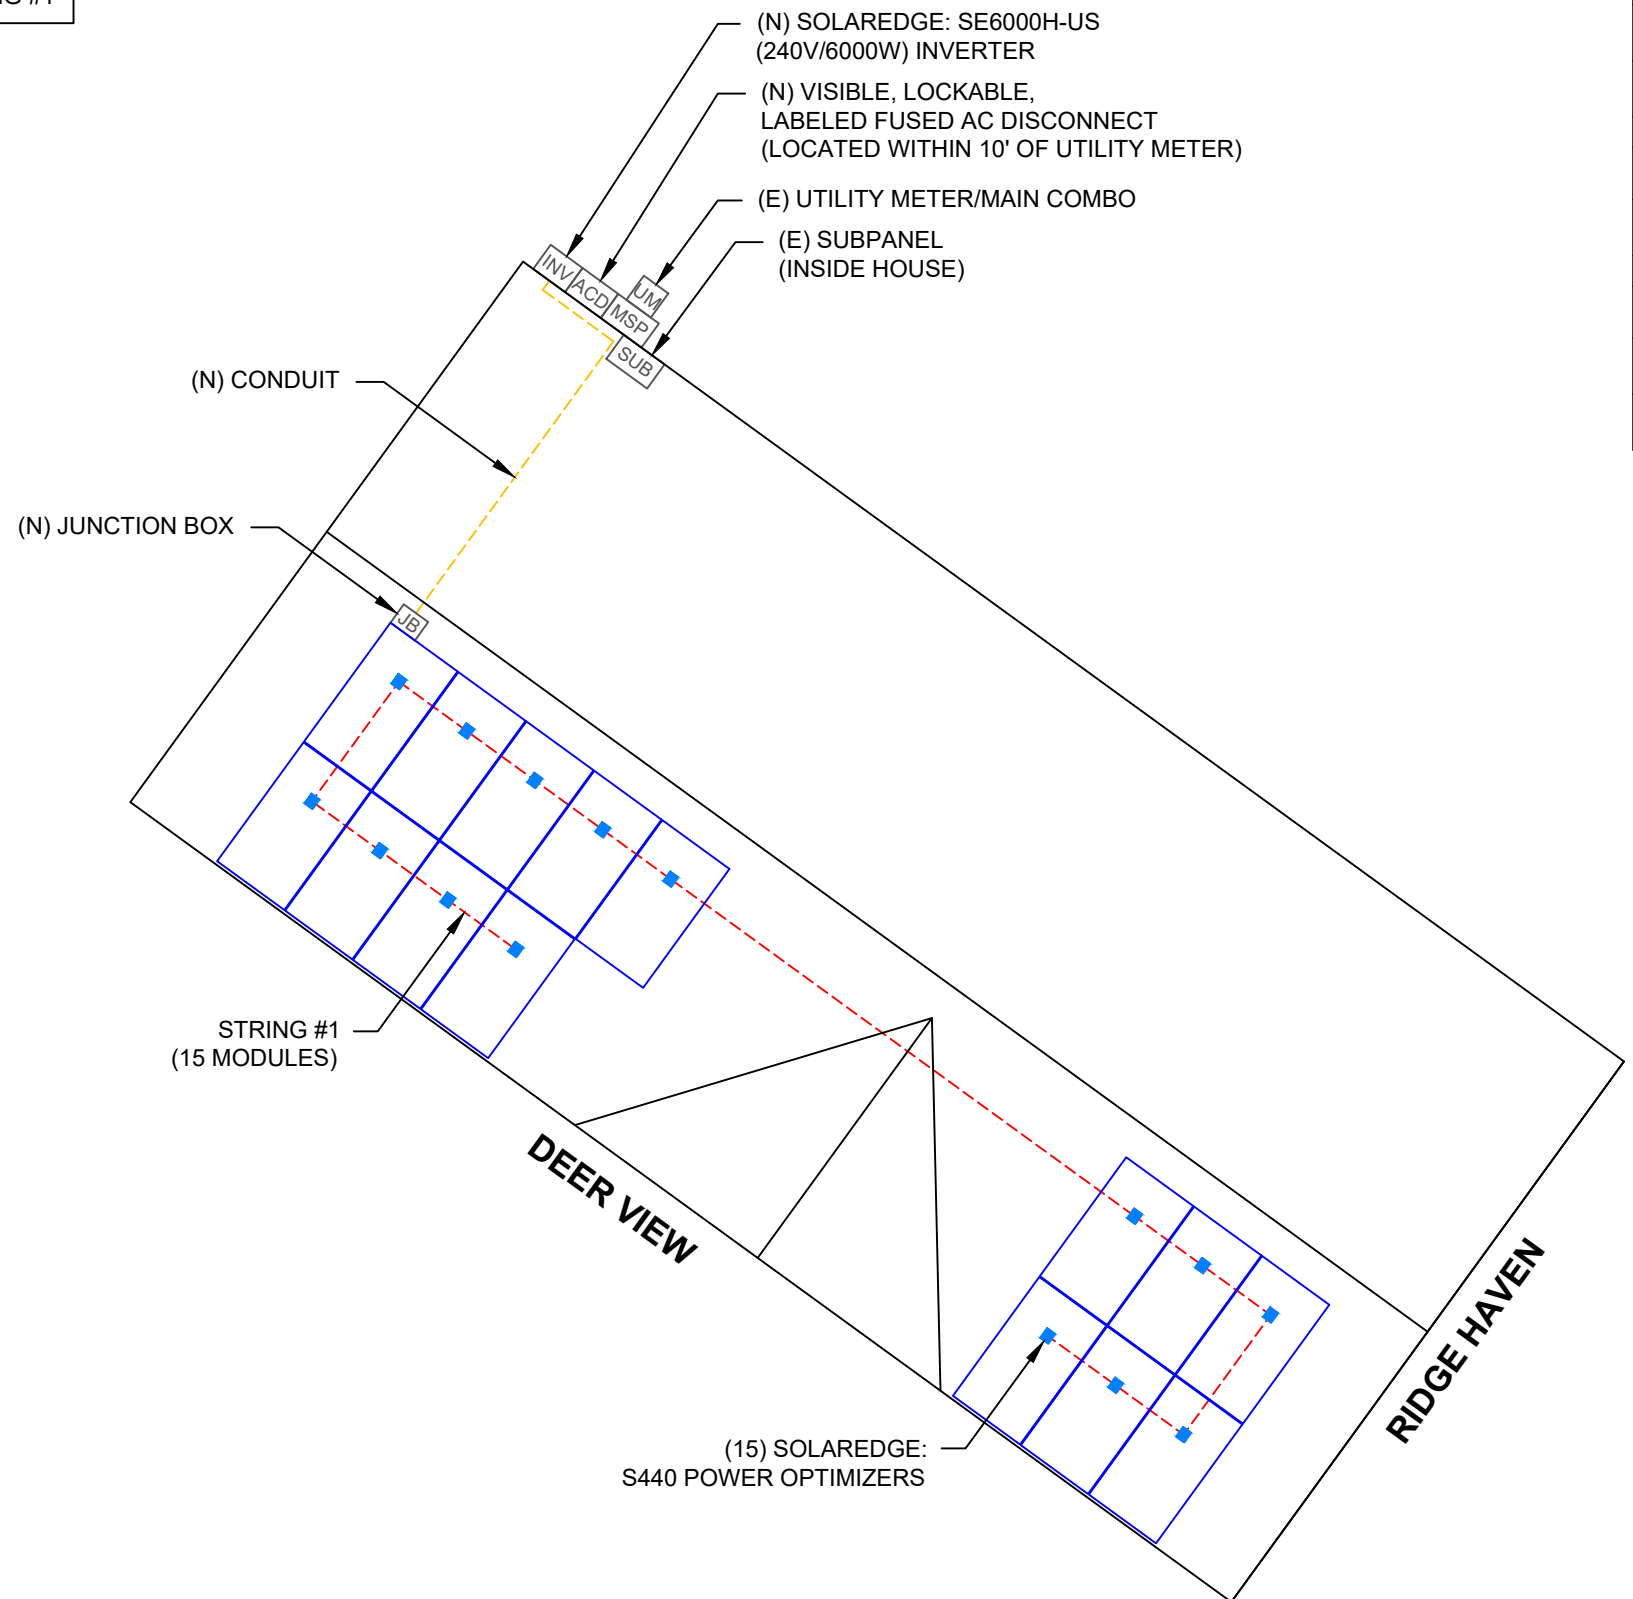 (N) SOLAREDGE: SE6000H-US
(240V/6000W) INVERTER
(N) VISIBLE, LOCKABLE,
LABELED FUSED AC DISCONNECT
(LOCATED WITHIN 10' OF UTILITY METER)
(E) UTILITY METER/MAIN COMBO
(E) SUBPANEL
(INSIDE HOUSE)
INV
ACD
UM
MSP
SUB
(N) CONDUIT
(N) JUNCTION BOX
JB
STRING #1
(15 MODULES)
DEER VIEW
RIDGE HAVEN
(15) SOLAREDGE:
S440 POWER OPTIMIZERS